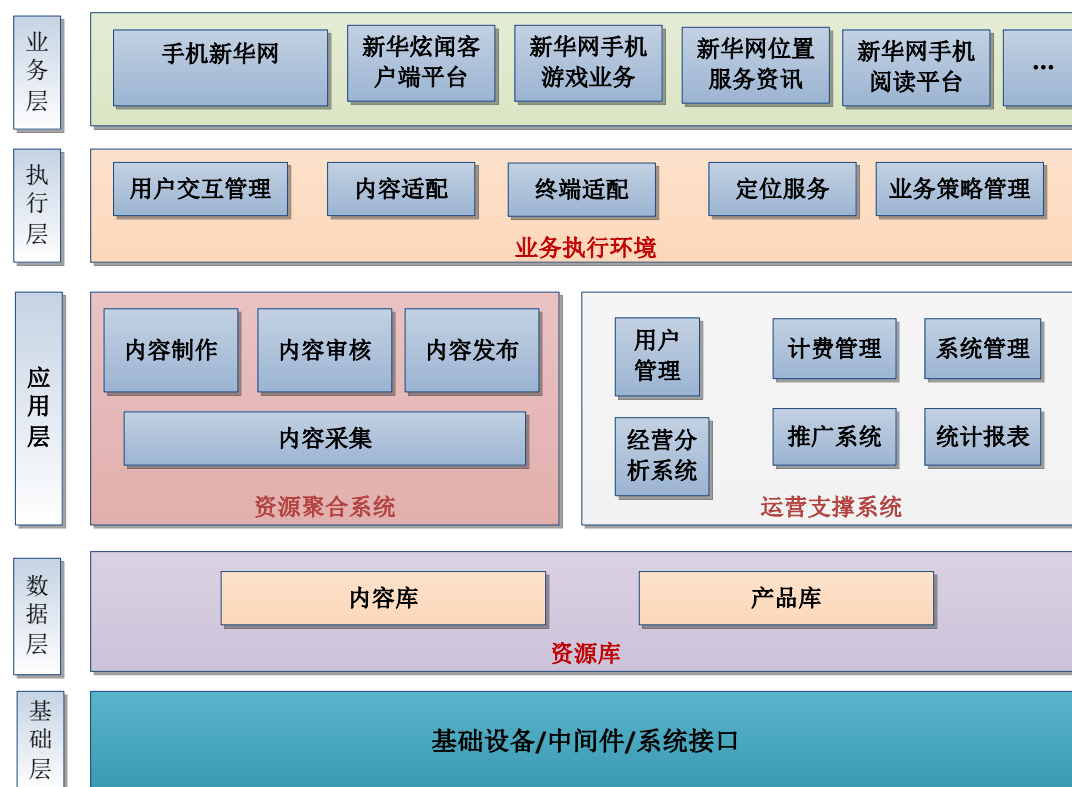 业务层
手机新华网
新华炫闻客
户端平台
新华网手机
游戏业务
新华网位置
服务资讯
新华网手机
阅读平台
...
执行层
用户交互管理
内容适配
终端适配
定位服务
业务策略管理
业务执行环境
应用层
内容制作
内容审核
内容发布
内容采集
资源聚合系统
用户
管理
计费管理
系统管理
经营分
析系统
推广系统
统计报表
运营支撑系统
数据层
内容库
产品库
资源库
基础层
基础设备/中间件/系统接口